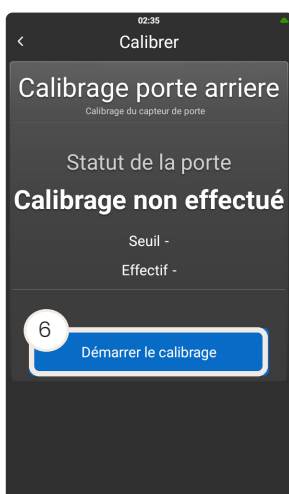 02:35
Calibrer
Calibrage porte arriere
Calibrage du capteur de porte
Statut de la porte
Calibrage non effectué
Seuil -
Effectif -
6
Démarrer le calibrage